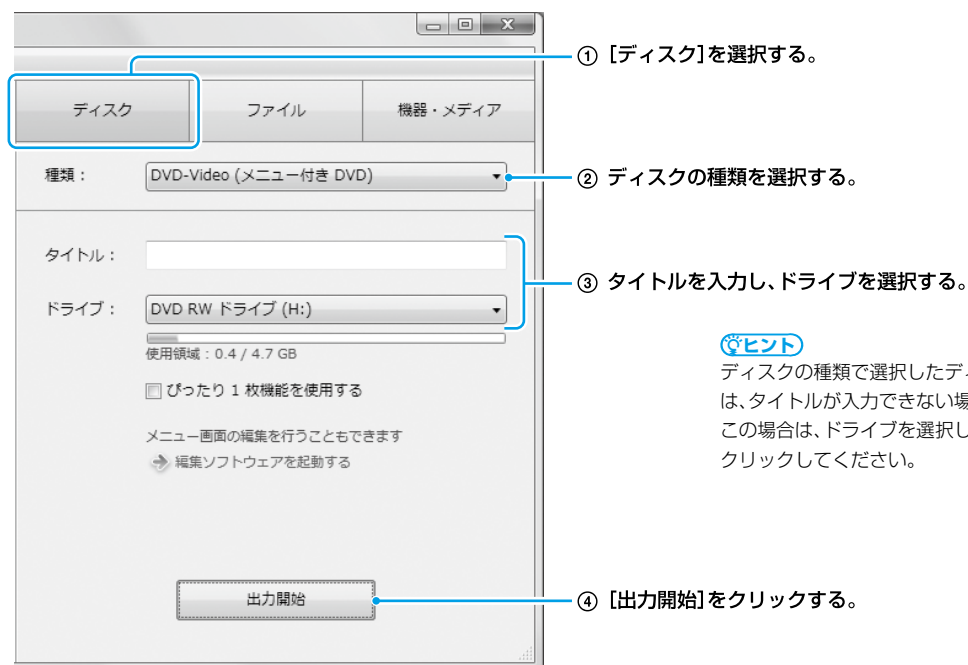 ① [ディスク]を選択する。
ディスク ファイル 機器・メディア
種類： DVD-Video (メニュー付き DVD)
② ディスクの種類を選択する。
タイトル：
③ タイトルを入力し、ドライブを選択する。
ドライブ： DVD RW ドライブ (H:)
使用領域：0.4 / 4.7 GB
ぴったり 1 枚機能を使用する
メニュー画面の編集を行うこともできます
編集ソフトウェアを起動する
ヒント
ディスクの種類で選択したデ
は、タイトルが入力できない場
この場合は、ドライブを選択し
クリックしてください。
出力開始
④ [出力開始]をクリックする。